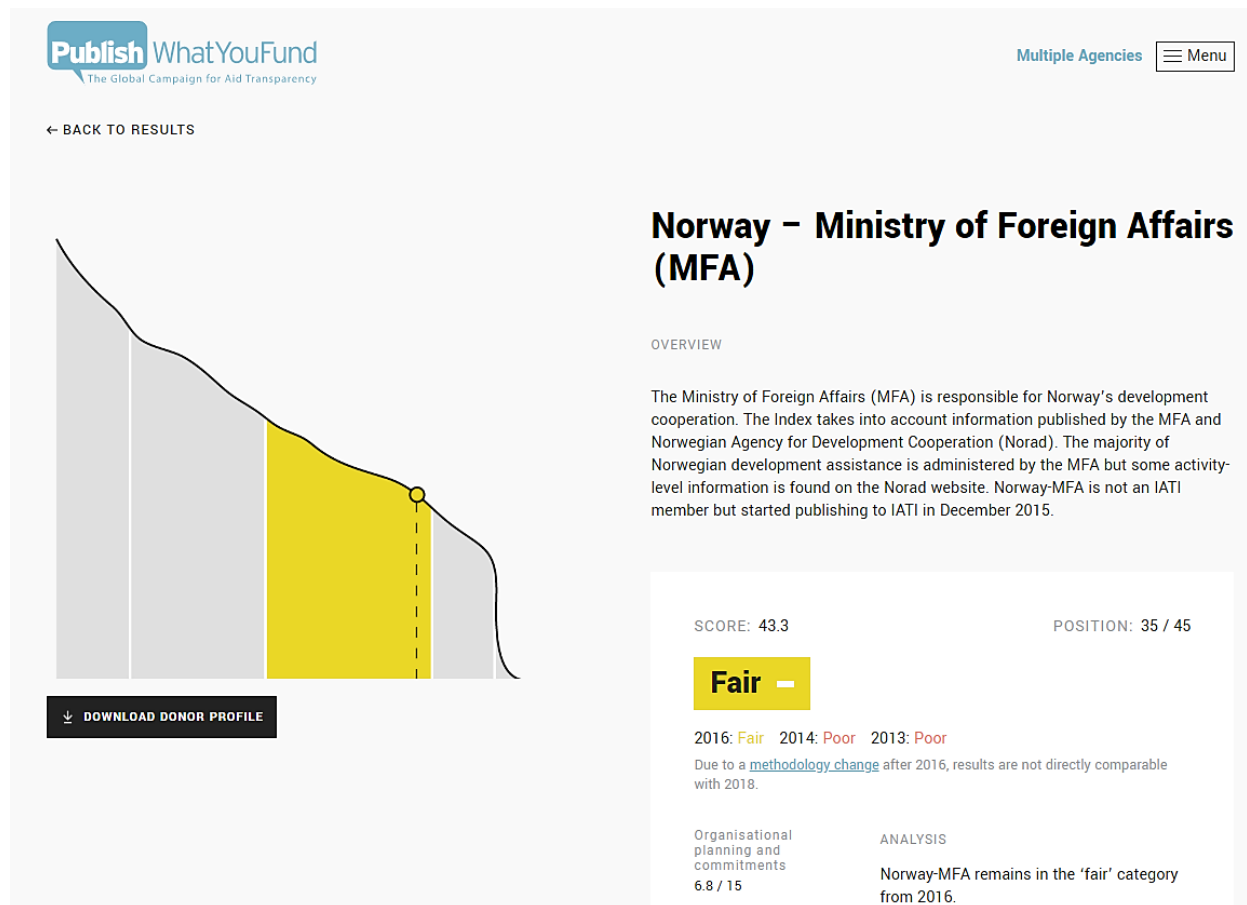 Publish WhatYouFund
The Global Campaign for Aid Transparency
Multiple Agencies
Menu
← BACK TO RESULTS
Norway – Ministry of Foreign Affairs
(MFA)
OVERVIEW
The Ministry of Foreign Affairs (MFA) is responsible for Norway's development
cooperation. The Index takes into account information published by the MFA and
Norwegian Agency for Development Cooperation (Norad). The majority of
Norwegian development assistance is administered by the MFA but some activity-
level information is found on the Norad website. Norway-MFA is not an IATI
member but started publishing to IATI in December 2015.
DOWNLOAD DONOR PROFILE
SCORE: 43.3
POSITION: 35 / 45
Fair
2016: Fair 2014: Poor 2013: Poor
Due to a methodology change after 2016, results are not directly comparable
with 2018.
Organisational
planning and
commitments
6.8 / 15
ANALYSIS
Norway-MFA remains in the 'fair' category
from 2016.